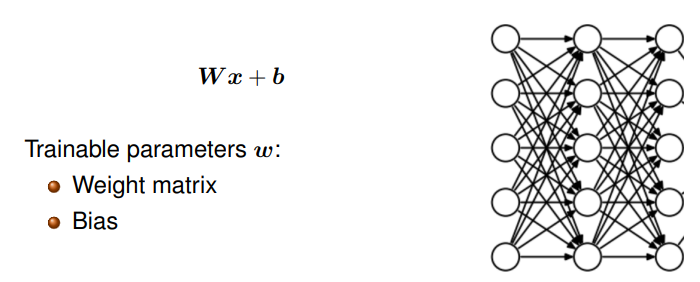 Wx + b
Trainable parameters w:
Weight matrix
Bias